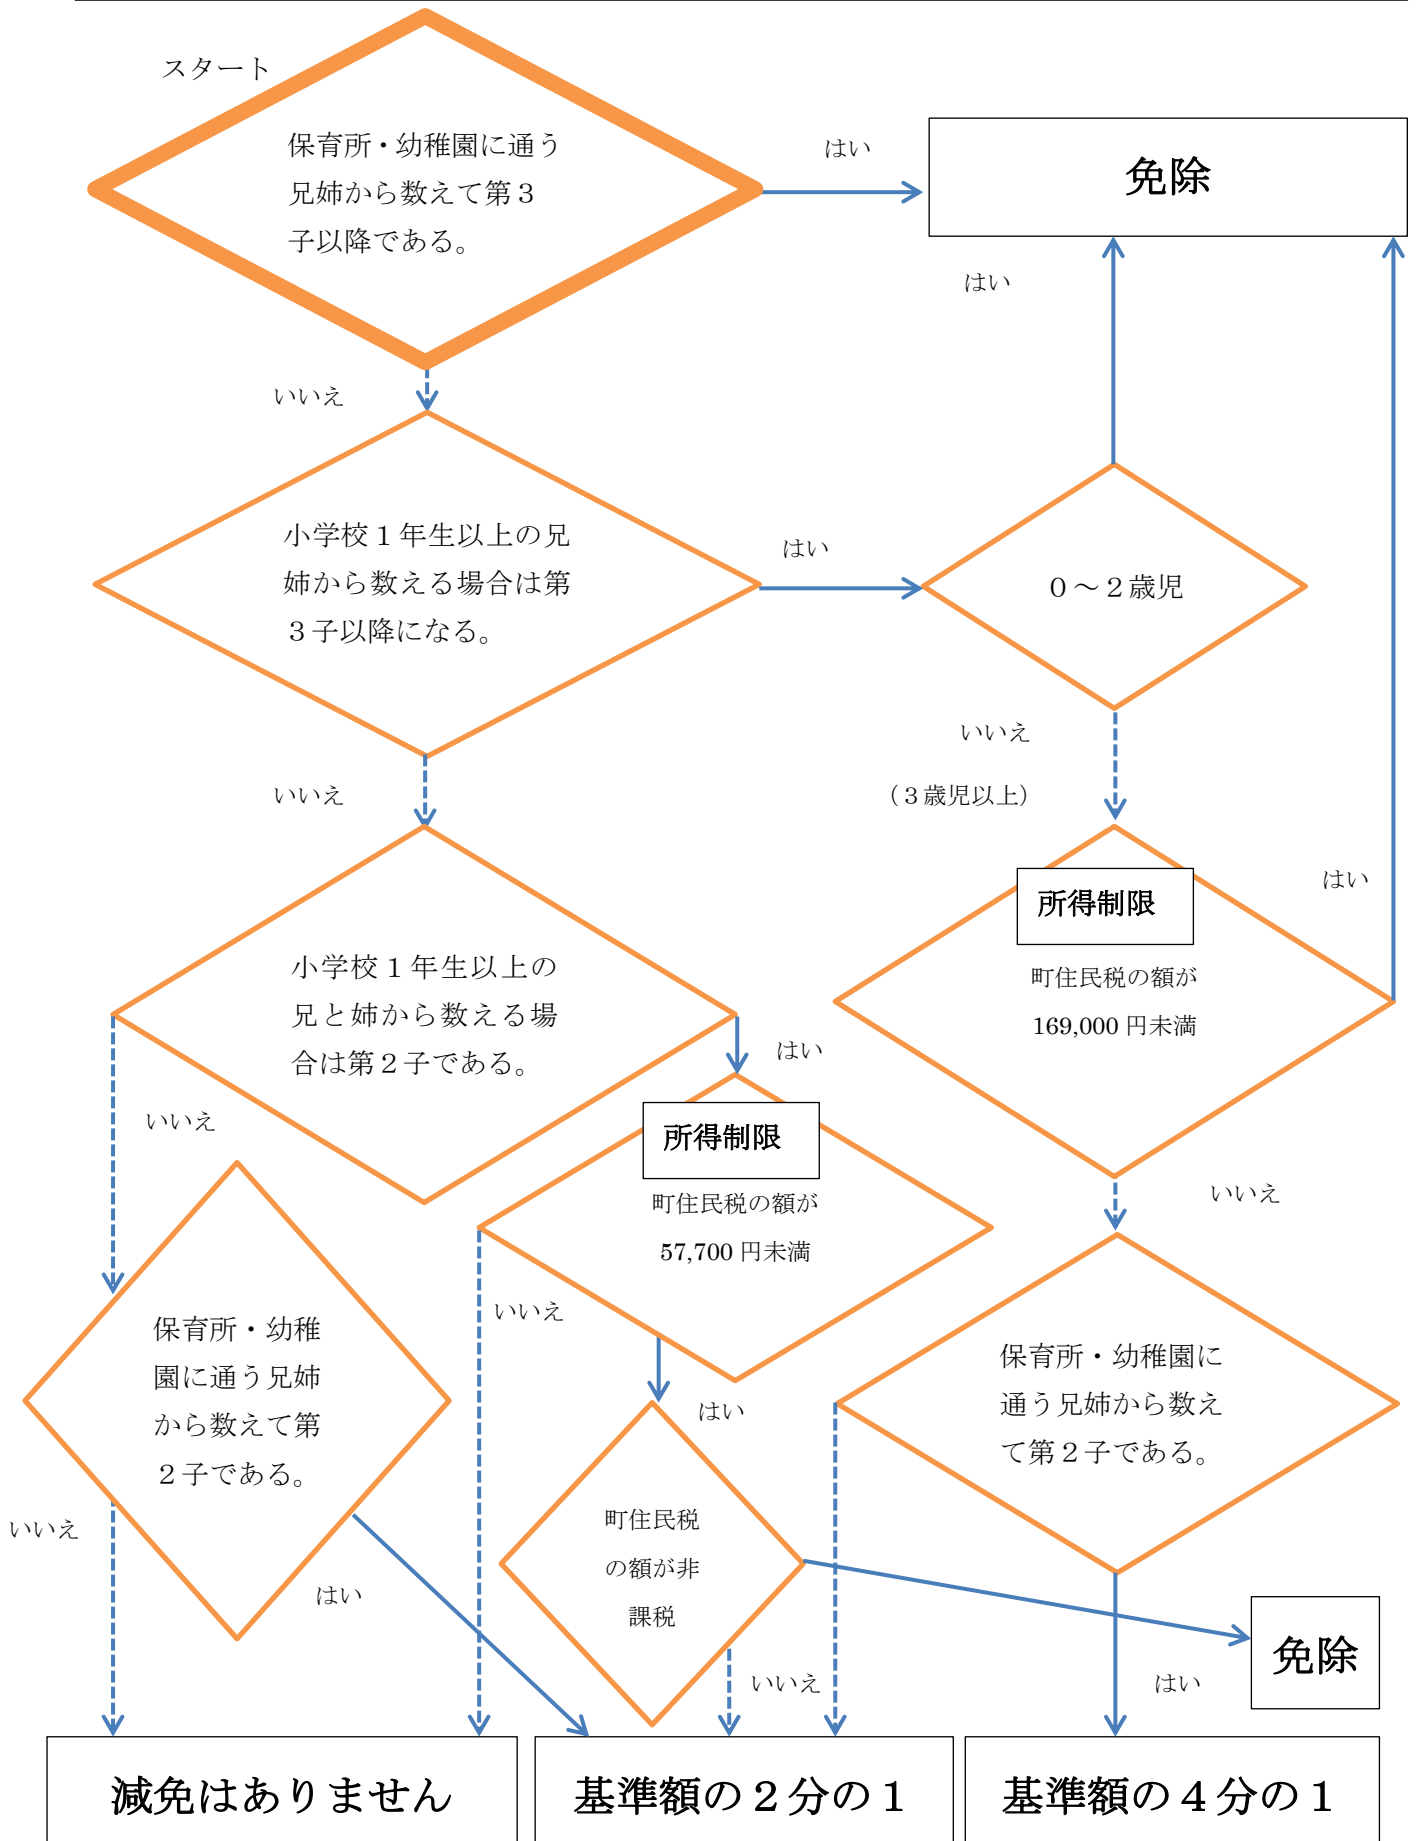 スタート
保育所・幼稚園に通う
兄姉から数えて第３
子以降である。
はい
免除
はい
いいえ
小学校１年生以上の兄
姉から数える場合は第
３子以降になる。
はい
０～２歳児
いいえ
（３歳児以上）
いいえ
はい
所得制限
町住民税の額が
169,000 円未満
小学校１年生以上の
兄と姉から数える場
合は第２子である。
はい
いいえ
所得制限
町住民税の額が
57,700 円未満
いいえ
いいえ
保育所・幼稚
園に通う兄姉
から数えて第
２子である。
はい
保育所・幼稚園に
通う兄姉から数え
て第２子である。
いいえ
町住民税
の額が非
課税
はい
免除
いいえ
はい
減免はありません
基準額の２分の１
基準額の４分の１